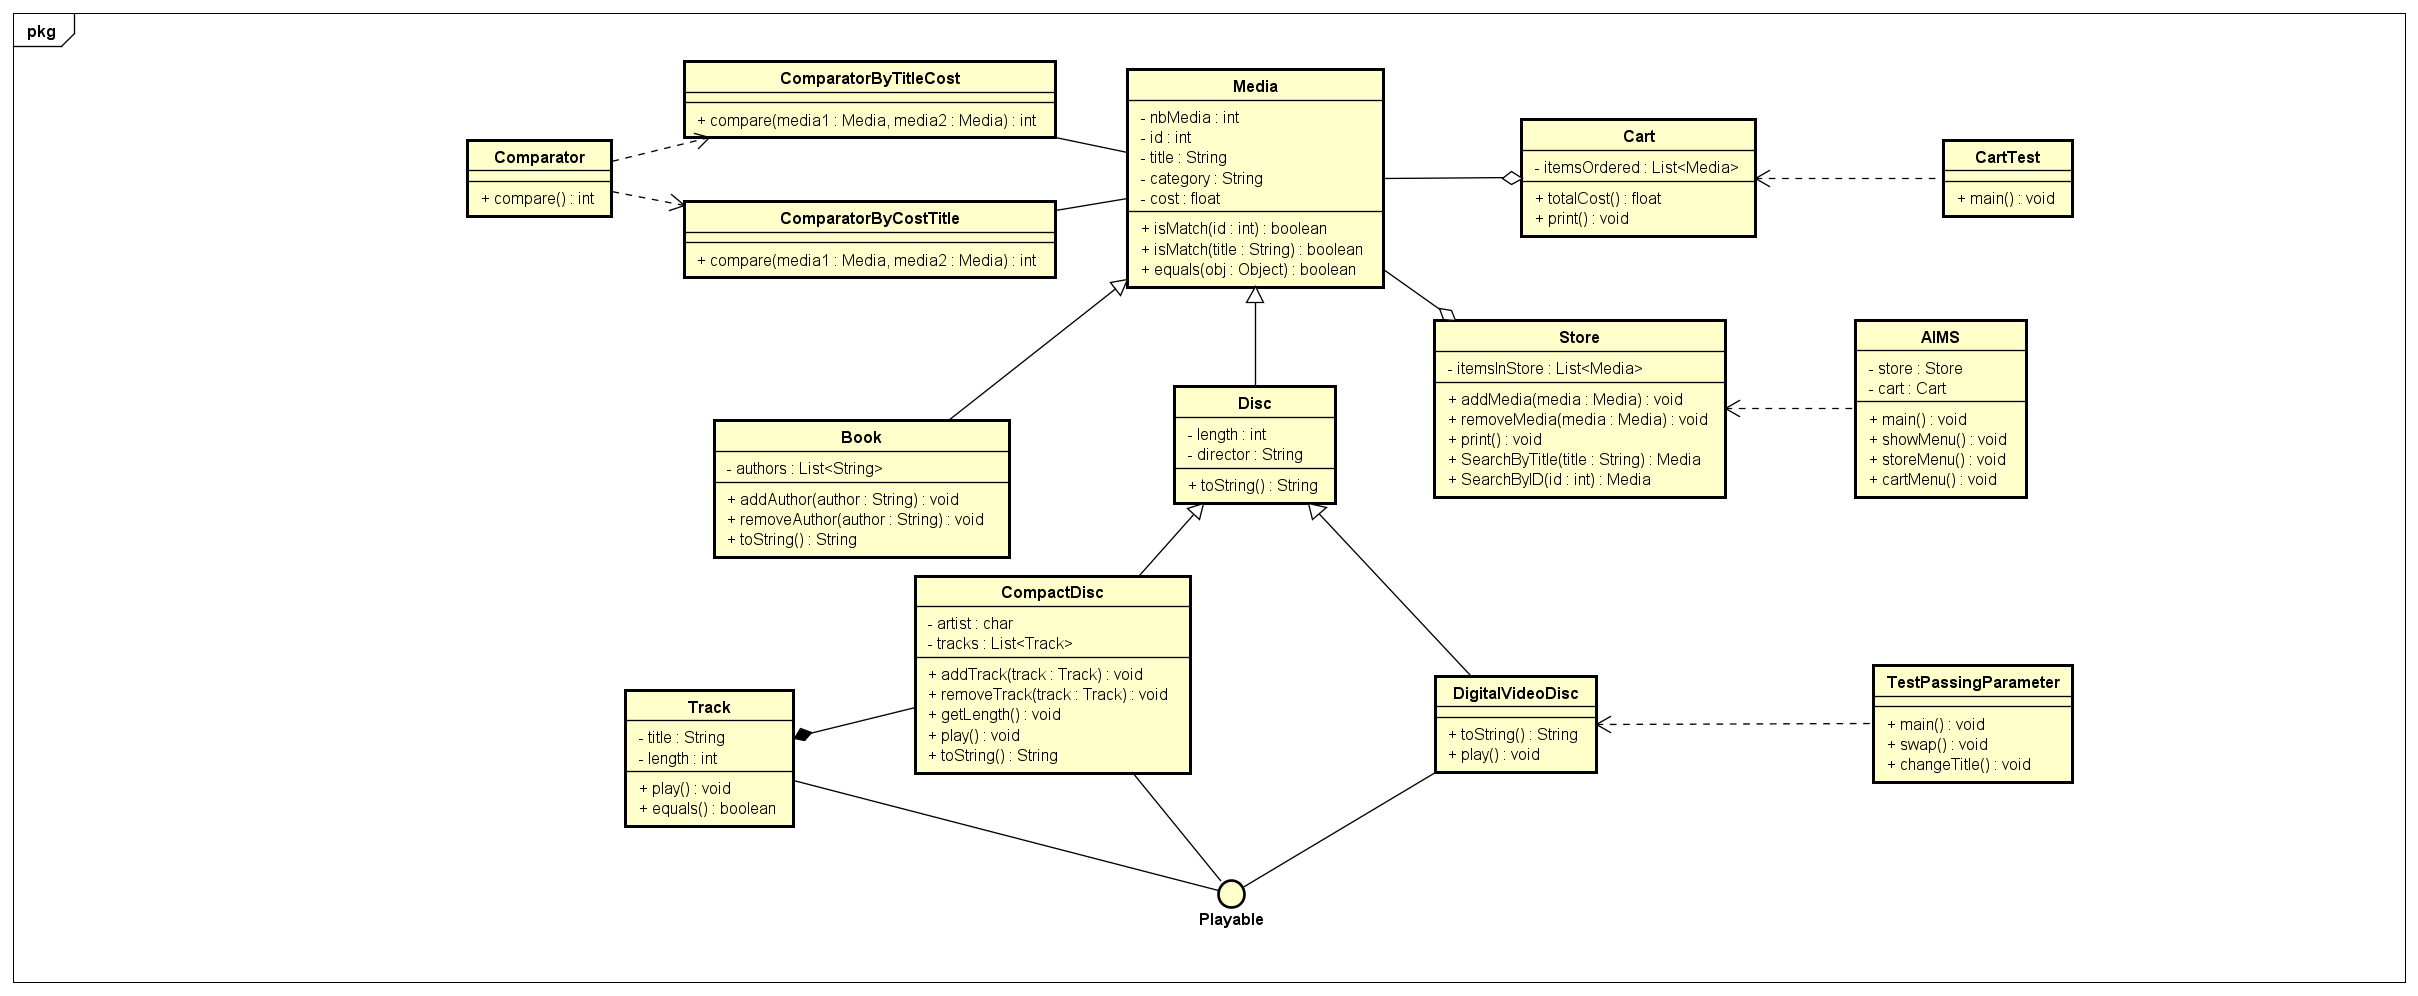 pkg
ComparatorByTitleCost
+ compare(media1 : Media, media2 : Media) : int
Comparator
+ compare() : int
ComparatorByCostTitle
+ compare(media1 : Media, media2 : Media) : int
Media
- nbMedia : int
- id : int
- title : String
- category : String
- cost : float
+ isMatch(id : int) : boolean
+ isMatch(title : String) : boolean
+ equals(obj : Object) : boolean
Cart
- itemsOrdered : List<Media>
+ totalCost() : float
+ print() : void
CartTest
+ main() : void
Store
- itemsInStore : List<Media>
+ addMedia(media : Media) : void
+ removeMedia(media : Media) : void
+ print() : void
+ SearchByTitle(title : String) : Media
+ SearchByID(id : int) : Media
AIMS
- store : Store
- cart : Cart
+ main() : void
+ showMenu() : void
+ storeMenu() : void
+ cartMenu() : void
Book
- authors : List<String>
+ addAuthor(author : String) : void
+ removeAuthor(author : String) : void
+ toString() : String
Disc
- length : int
- director : String
+ toString() : String
CompactDisc
- artist : char
- tracks : List<Track>
+ addTrack(track : Track) : void
+ removeTrack(track : Track) : void
+ getLength() : void
+ play() : void
+ toString() : String
Track
- title : String
- length : int
+ play() : void
+ equals() : boolean
DigitalVideoDisc
+ toString() : String
+ play() : void
TestPassingParameter
+ main() : void
+ swap() : void
+ changeTitle() : void
Playable